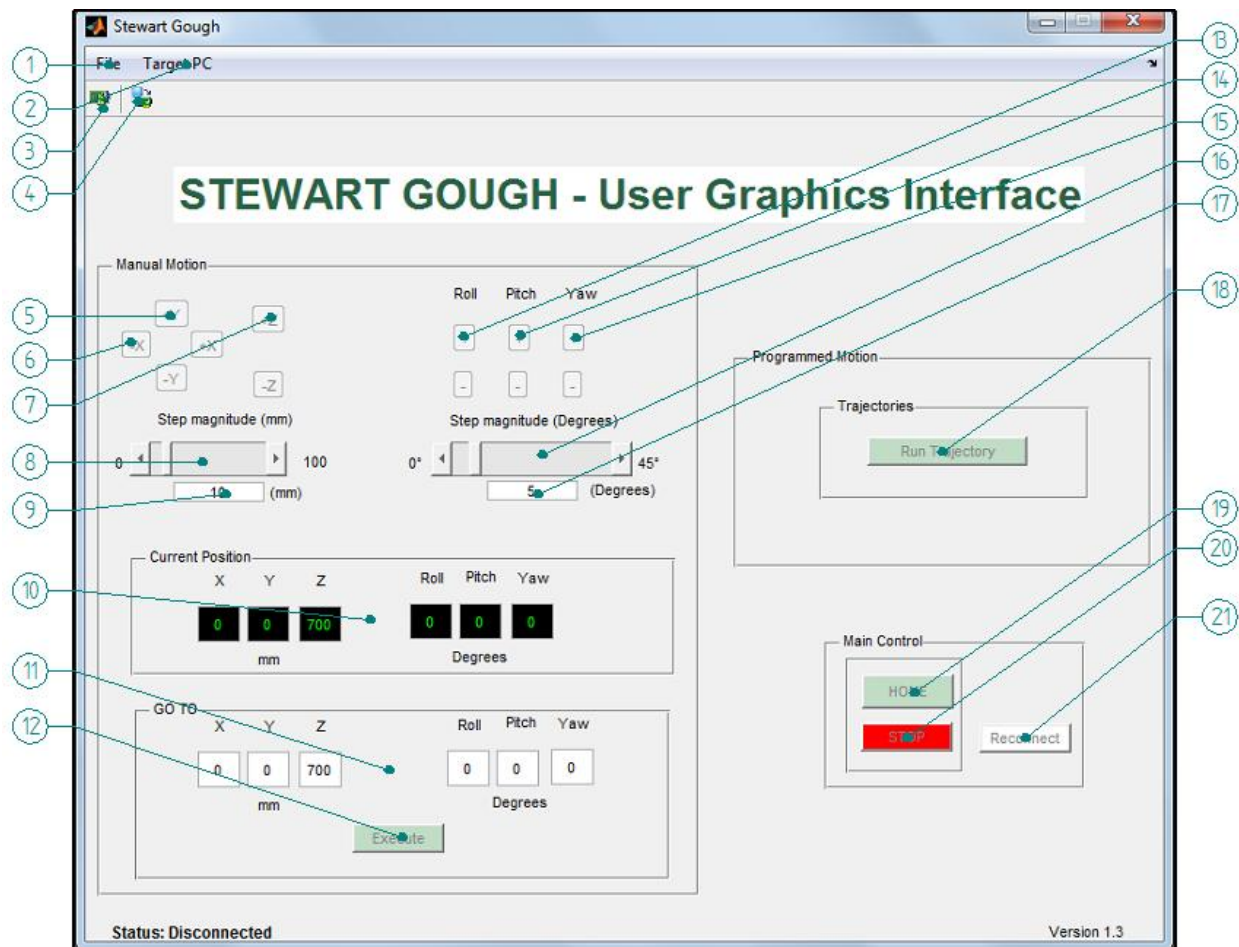 Stewart Gough
13
1
File Target PC
14
2
15
3
16
4
17
STEWART GOUGH - User Graphics Interface
Manual Motion
Roll Pitch Yaw
18
5
6
+X
7
-Y
-Z
- - -
Step magnitude (mm)
Step magnitude (Degrees)
8
0
100
0°
45°
9
10
(mm)
5
(Degrees)
Programmed Motion
Trajectories
Run Trajectory
19
20
Current Position
X Y Z
Roll Pitch Yaw
10
0 0 700
0 0 0
mm
Degrees
21
11
12
GO TO
X Y Z
Roll Pitch Yaw
0 0 700
0 0 0
mm
Degrees
Execute
Main Control
HOME
STOP
Reconnect
Status: Disconnected
Version 1.3